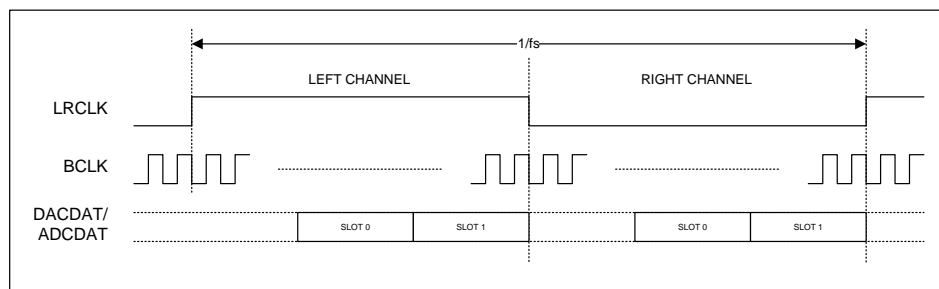 1/fs
LEFT CHANNEL
RIGHT CHANNEL
LRCLK
BCLK
DACDAT/
ADCDAT
SLOT 0
SLOT 1
SLOT 0
SLOT 1